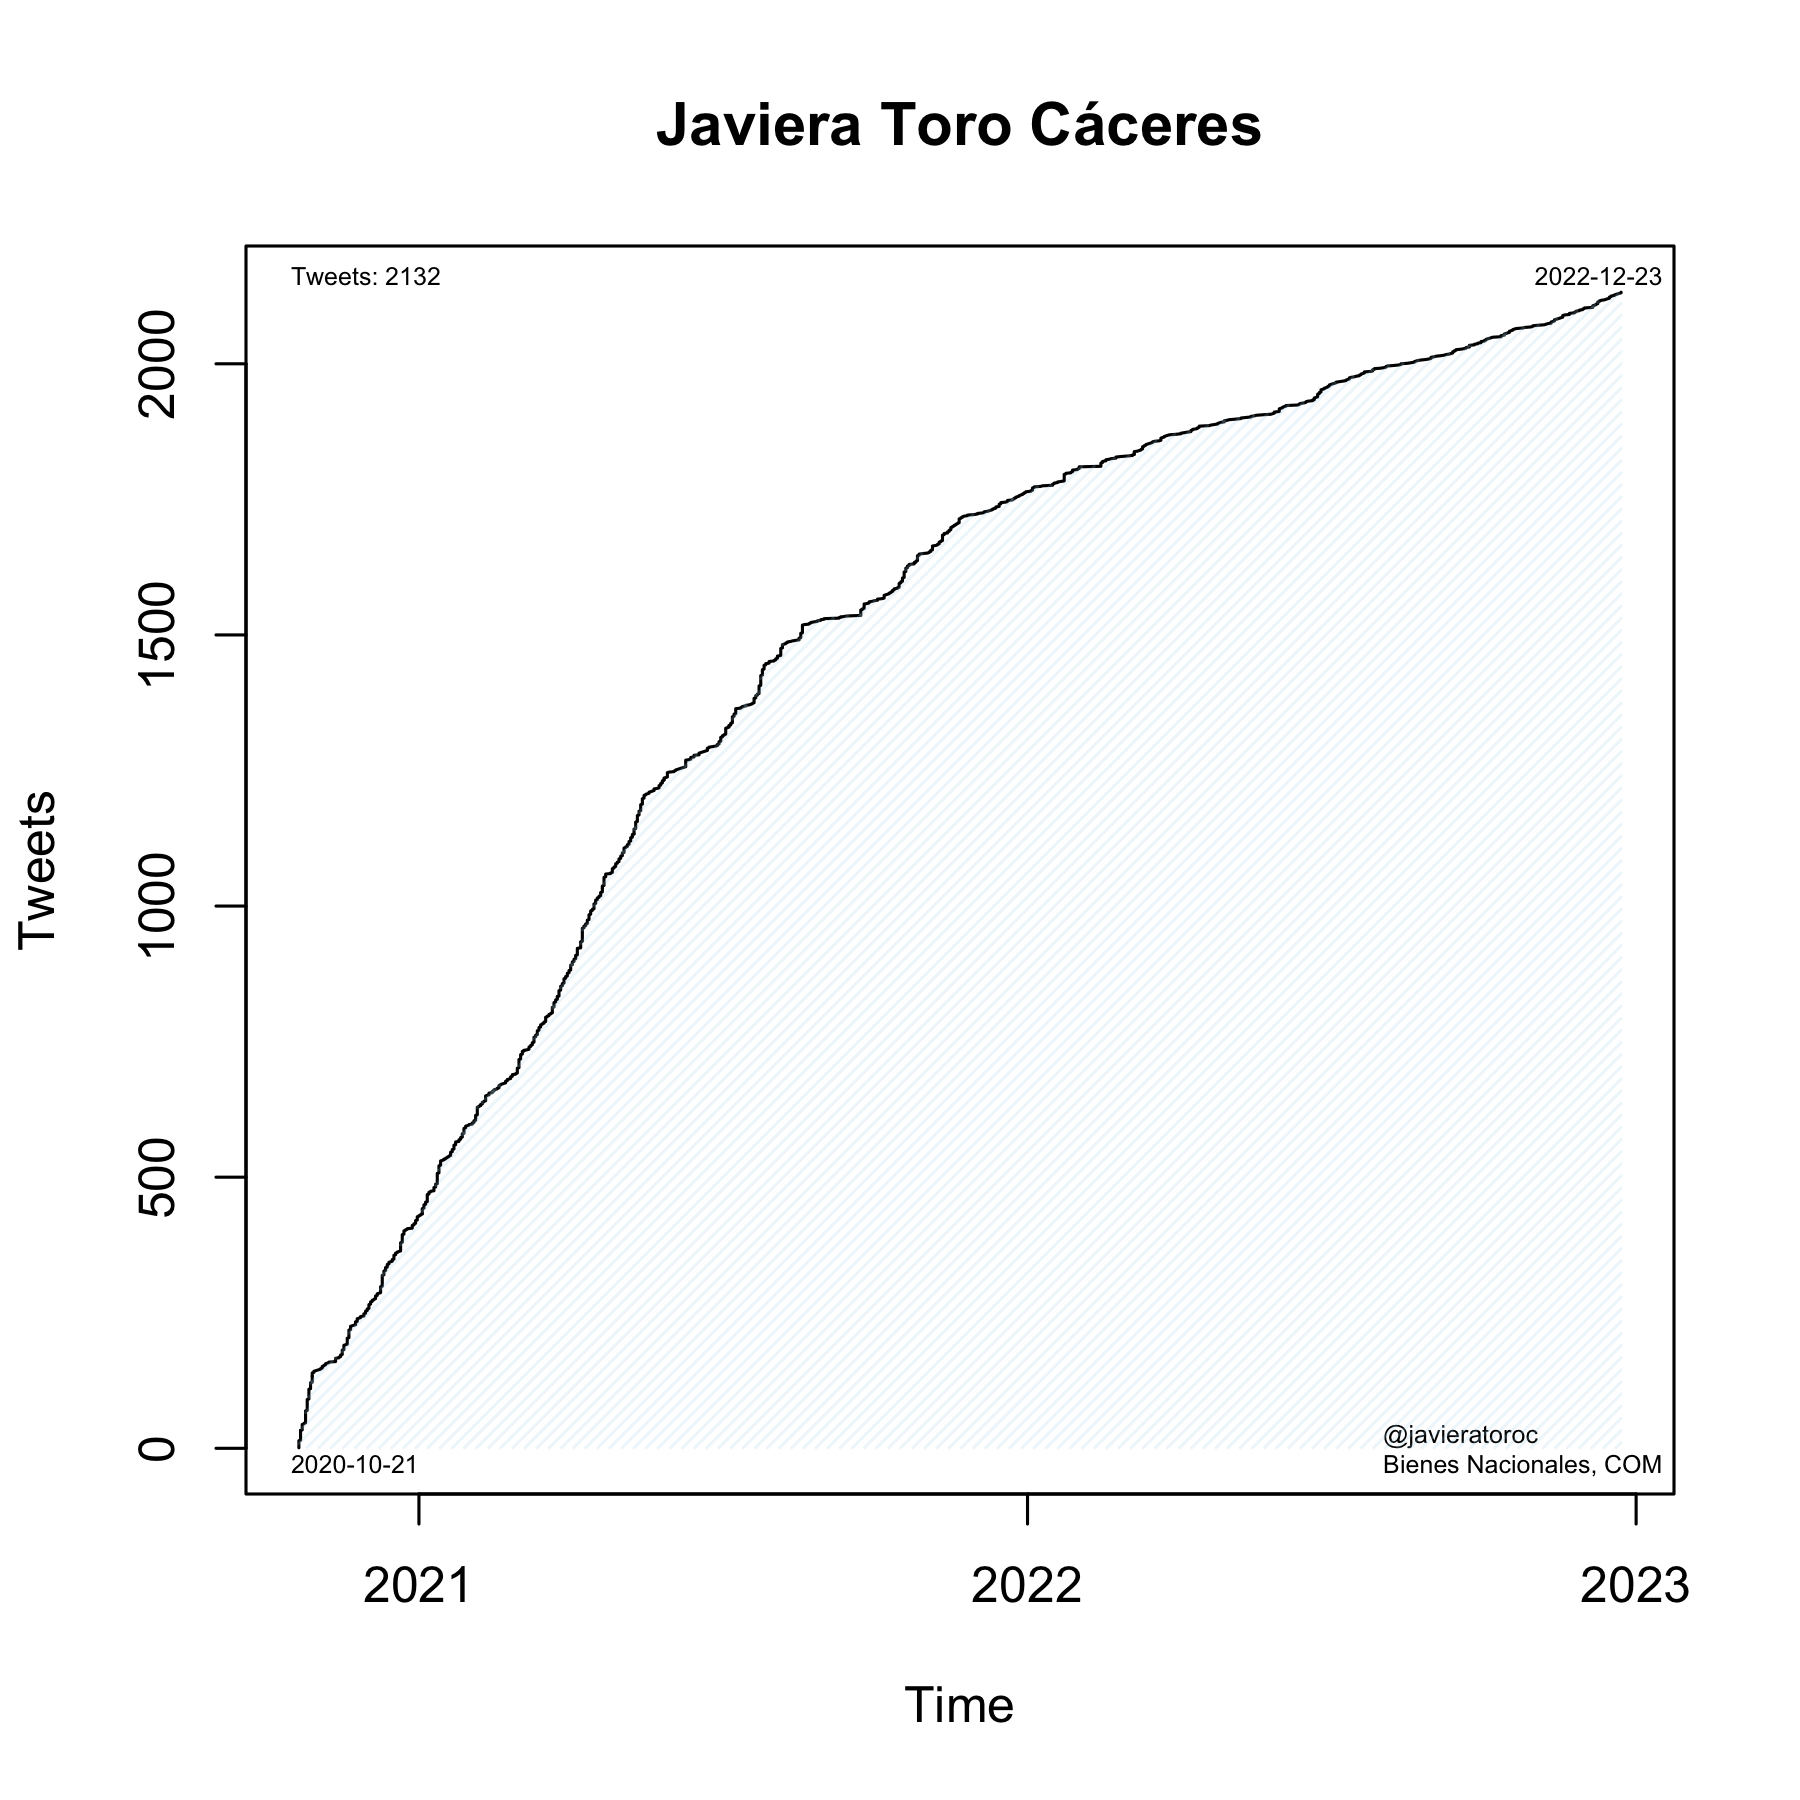 Javiera Toro Cáceres
Tweets: 2132
2022-12-23
2000
1500
1000
500
0
Tweets
2020-10-21
@javieratoroc
Bienes Nacionales, COM
2021
2022
2023
Time